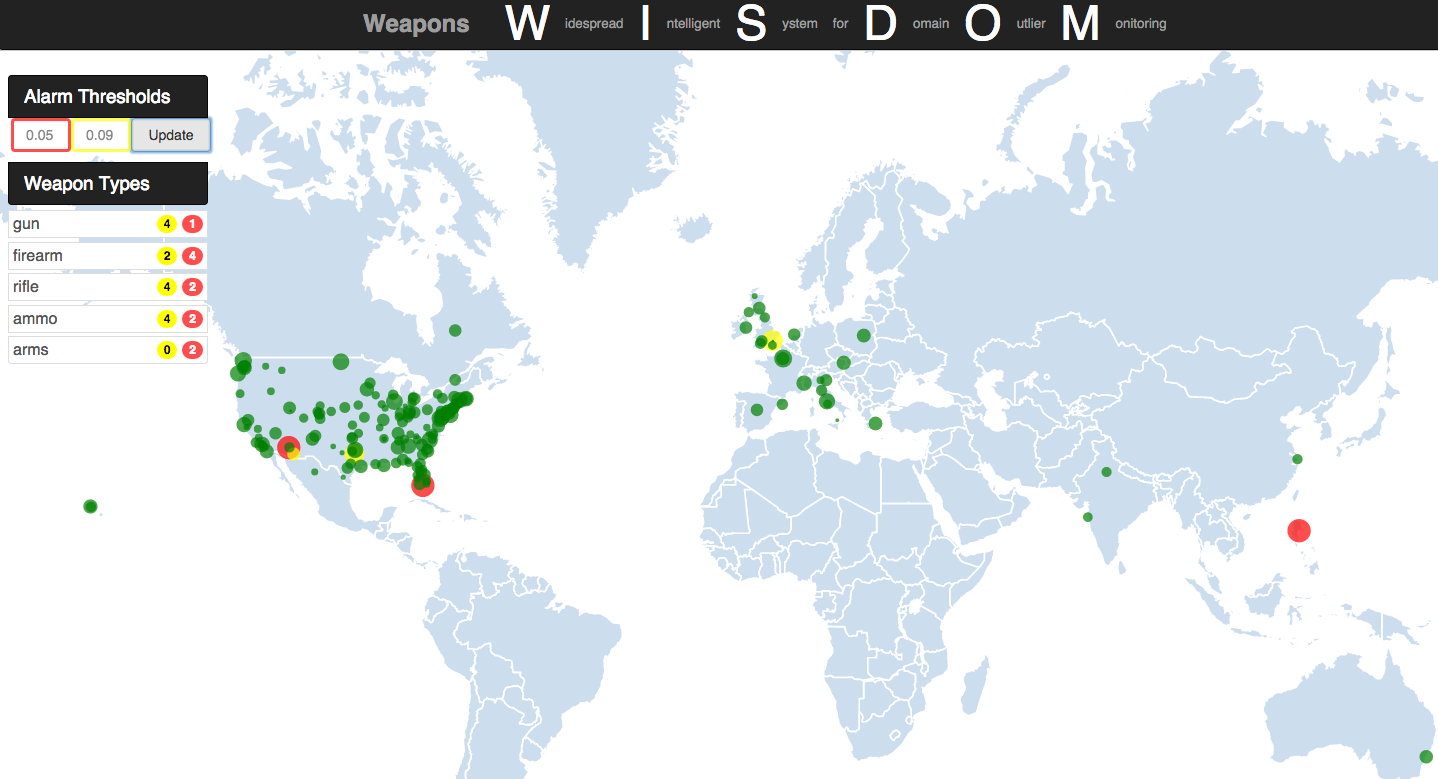 Weapons W idespread I ntelligent S ystem for D omain O utlier M onitoring
Alarm Thresholds
0.05 0.09 Update
Weapon Types
gun 4 1
firearm 2 4
rifle 4 2
ammo 4 2
arms 0 2